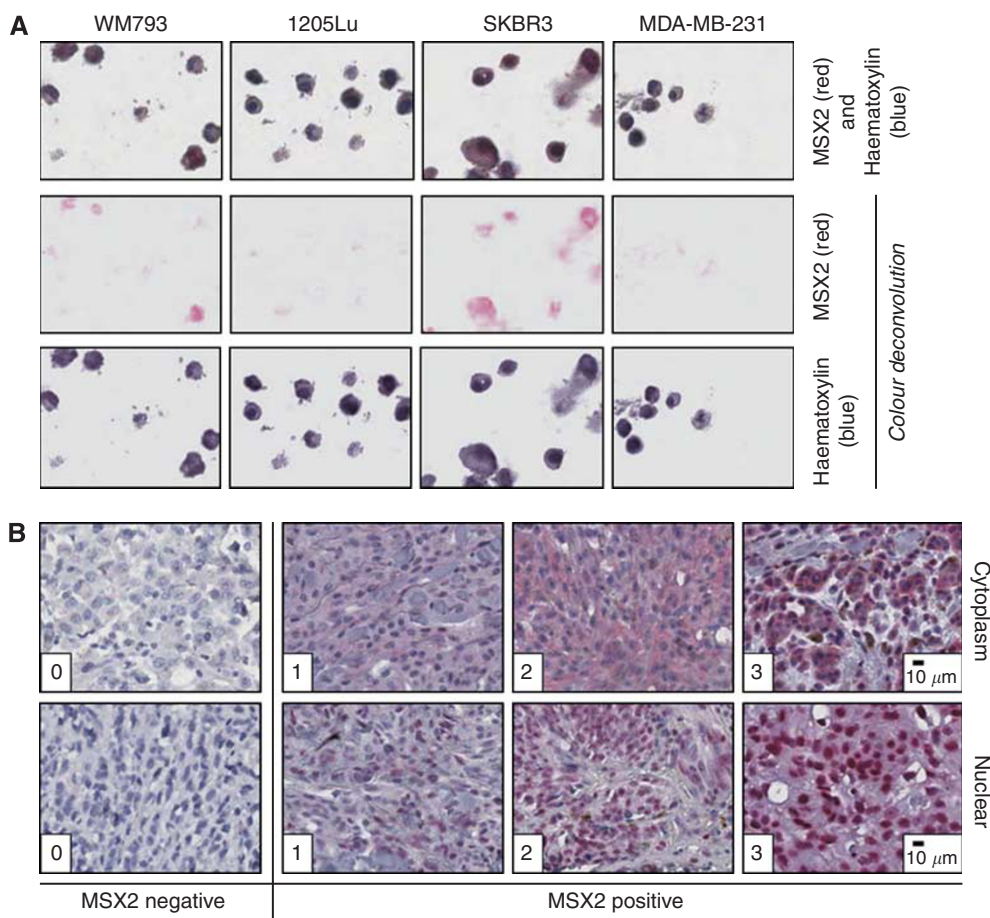 A
WM793
1205Lu
SKBR3
MDA-MB-231
MSX2 (red)
and
Haematoxylin
(blue)
MSX2 (red)
Haematoxylin
(blue)
Colour deconvolution
B
0
1
2
3
10 μm
Cytoplasm
0
1
2
3
10 μm
Nuclear
MSX2 negative
MSX2 positive